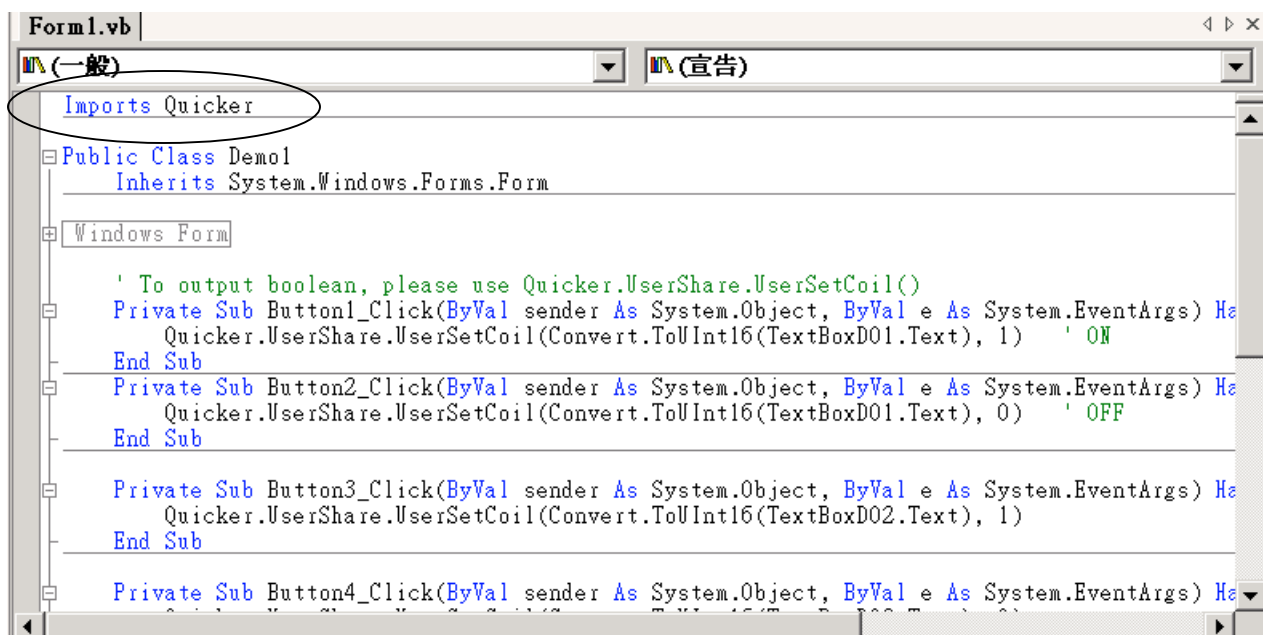 Form1.vb
(一般)
(宣告)
Imports Quicker
Public Class Demo1
Inherits System.Windows.Forms.Form
Windows Form
' To output boolean, please use Quicker.UserShare.UserSetCoil()
Private Sub Button1_Click(ByVal sender As System.Object, ByVal e As System.EventArgs) Ha
Quicker.UserShare.UserSetCoil(Convert.ToUInt16(TextBoxDO1.Text), 1) ' ON
End Sub
Private Sub Button2_Click(ByVal sender As System.Object, ByVal e As System.EventArgs) Ha
Quicker.UserShare.UserSetCoil(Convert.ToUInt16(TextBoxDO1.Text), 0) ' OFF
End Sub
Private Sub Button3_Click(ByVal sender As System.Object, ByVal e As System.EventArgs) Ha
Quicker.UserShare.UserSetCoil(Convert.ToUInt16(TextBoxDO2.Text), 1)
End Sub
Private Sub Button4_Click(ByVal sender As System.Object, ByVal e As System.EventArgs) Ha